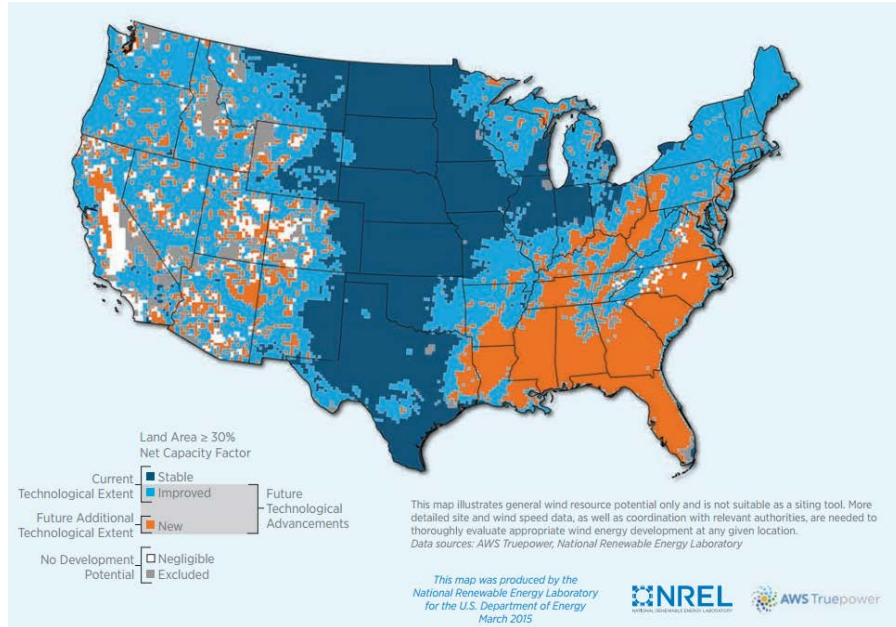 Land Area ≥ 30%
Net Capacity Factor
Current
Technological Extent
Stable
Improved
Future
Technological
Advancements
Future Additional
Technological Extent
New
No Development
Potential
Negligible
Excluded
This map illustrates general wind resource potential only and is not suitable as a siting tool. More
detailed site and wind speed data, as well as coordination with relevant authorities, are needed to
thoroughly evaluate appropriate wind energy development at any given location.
Data sources: AWS Truepower, National Renewable Energy Laboratory
This map was produced by the
National Renewable Energy Laboratory
for the U.S. Department of Energy
March 2015
NREL
NATIONAL RENEWABLE ENERGY LABORATORY
AWS Truepower